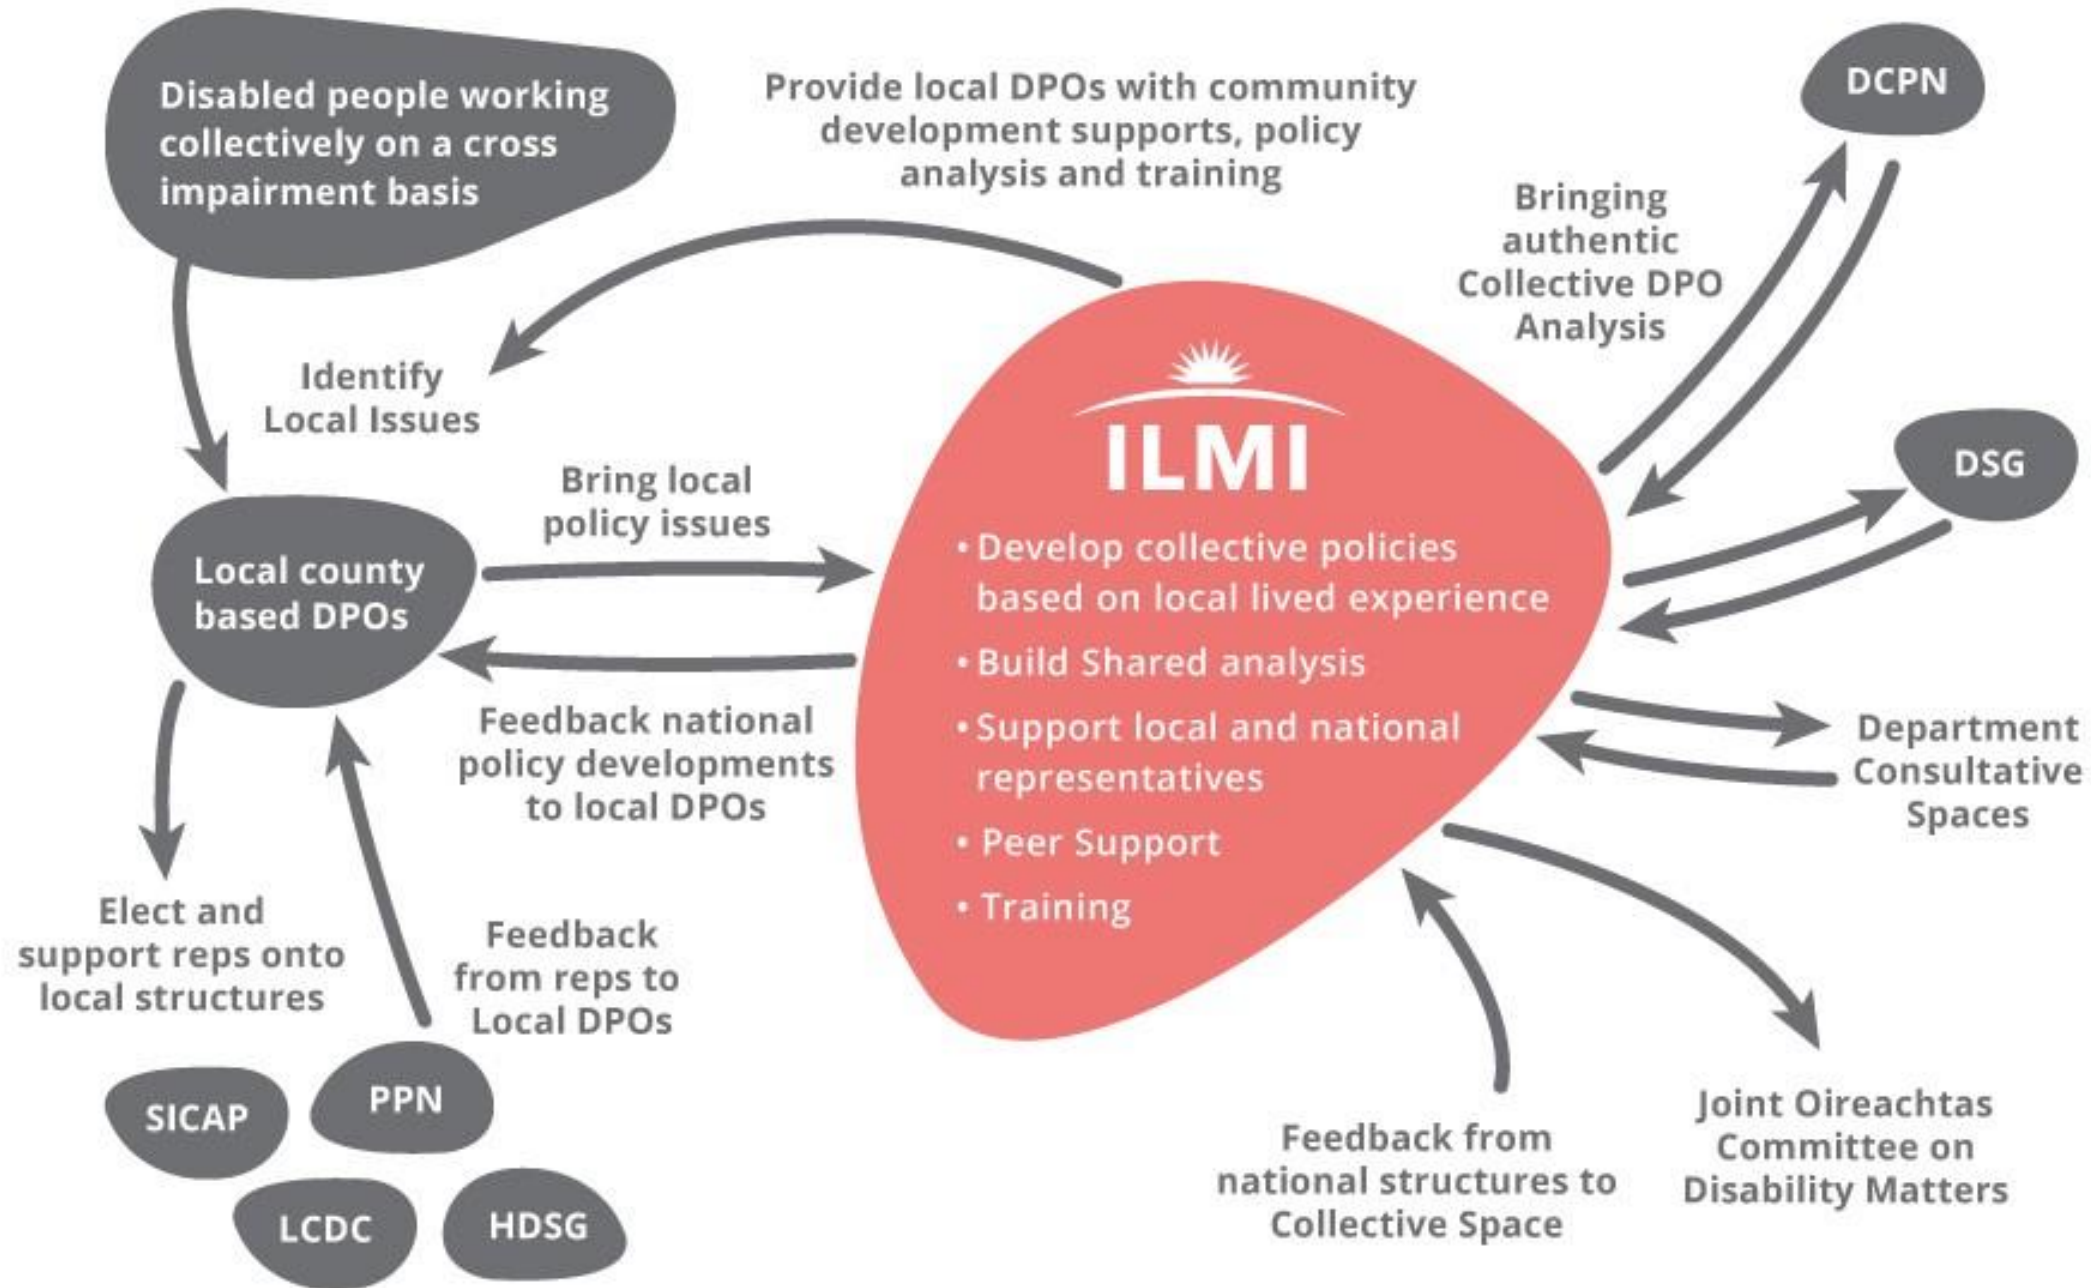 Disabled people working
collectively on a cross
impairment basis
Provide local DPOs with community
development supports, policy
analysis and training
DCPN
Bringing
authentic
Collective DPO
Analysis
Identify
Local Issues
Bring local
policy issues
Local county
based DPOs
Feedback national
policy developments
to local DPOs
ILMI
• Develop collective policies
based on local lived experience
• Build Shared analysis
• Support local and national
representatives
• Peer Support
• Training
DSG
Department
Consultative
Spaces
Elect and
support reps onto
local structures
Feedback
from reps to
Local DPOs
SICAP
PPN
LCDC
HDSG
Feedback from
national structures to
Collective Space
Joint Oireachtas
Committee on
Disability Matters